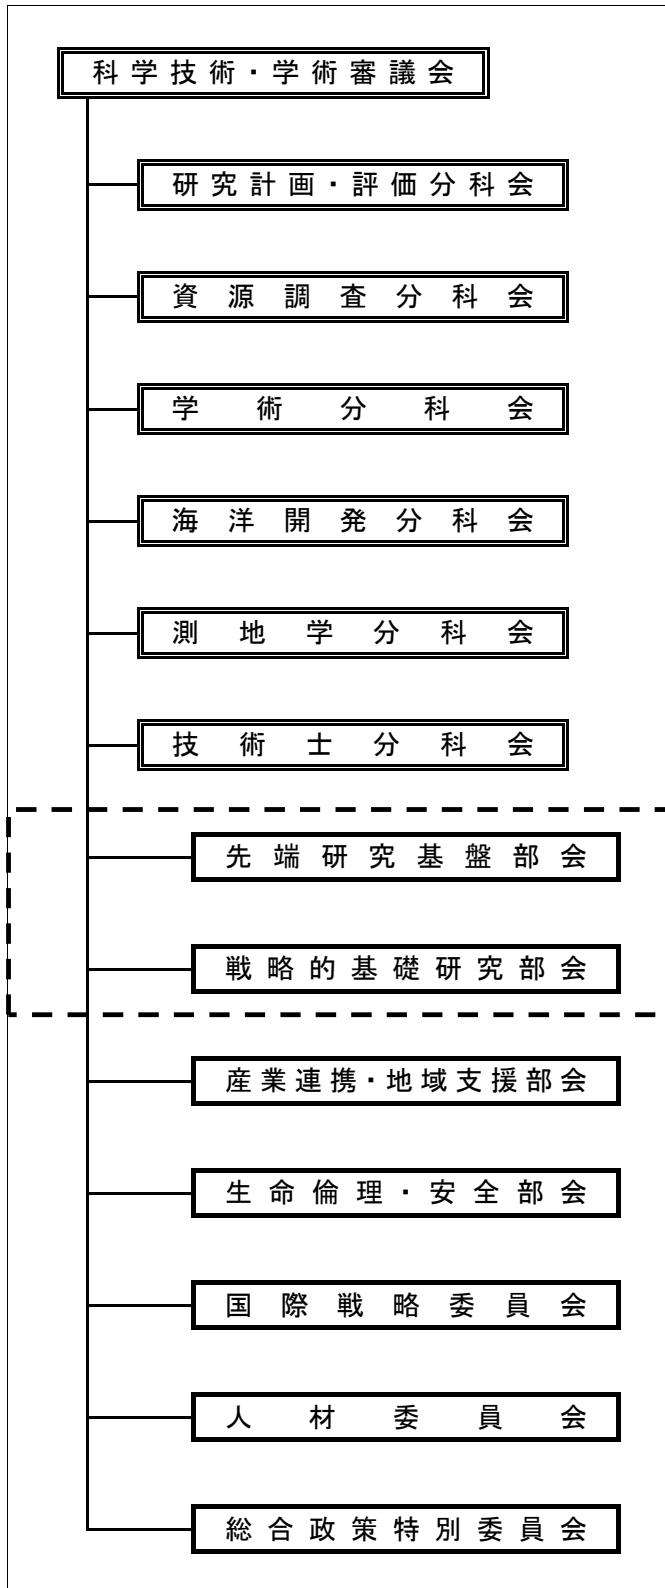 科学技術・学術審議会
研究計画・評価分科会
資源調査分科会
学術分科会
海洋開発分科会
測地学分科会
技術士分科会
先端研究基盤部会
戦略的基礎研究部会
産業連携・地域支援部会
生命倫理・安全部会
国際戦略委員会
人材委員会
総合政策特別委員会